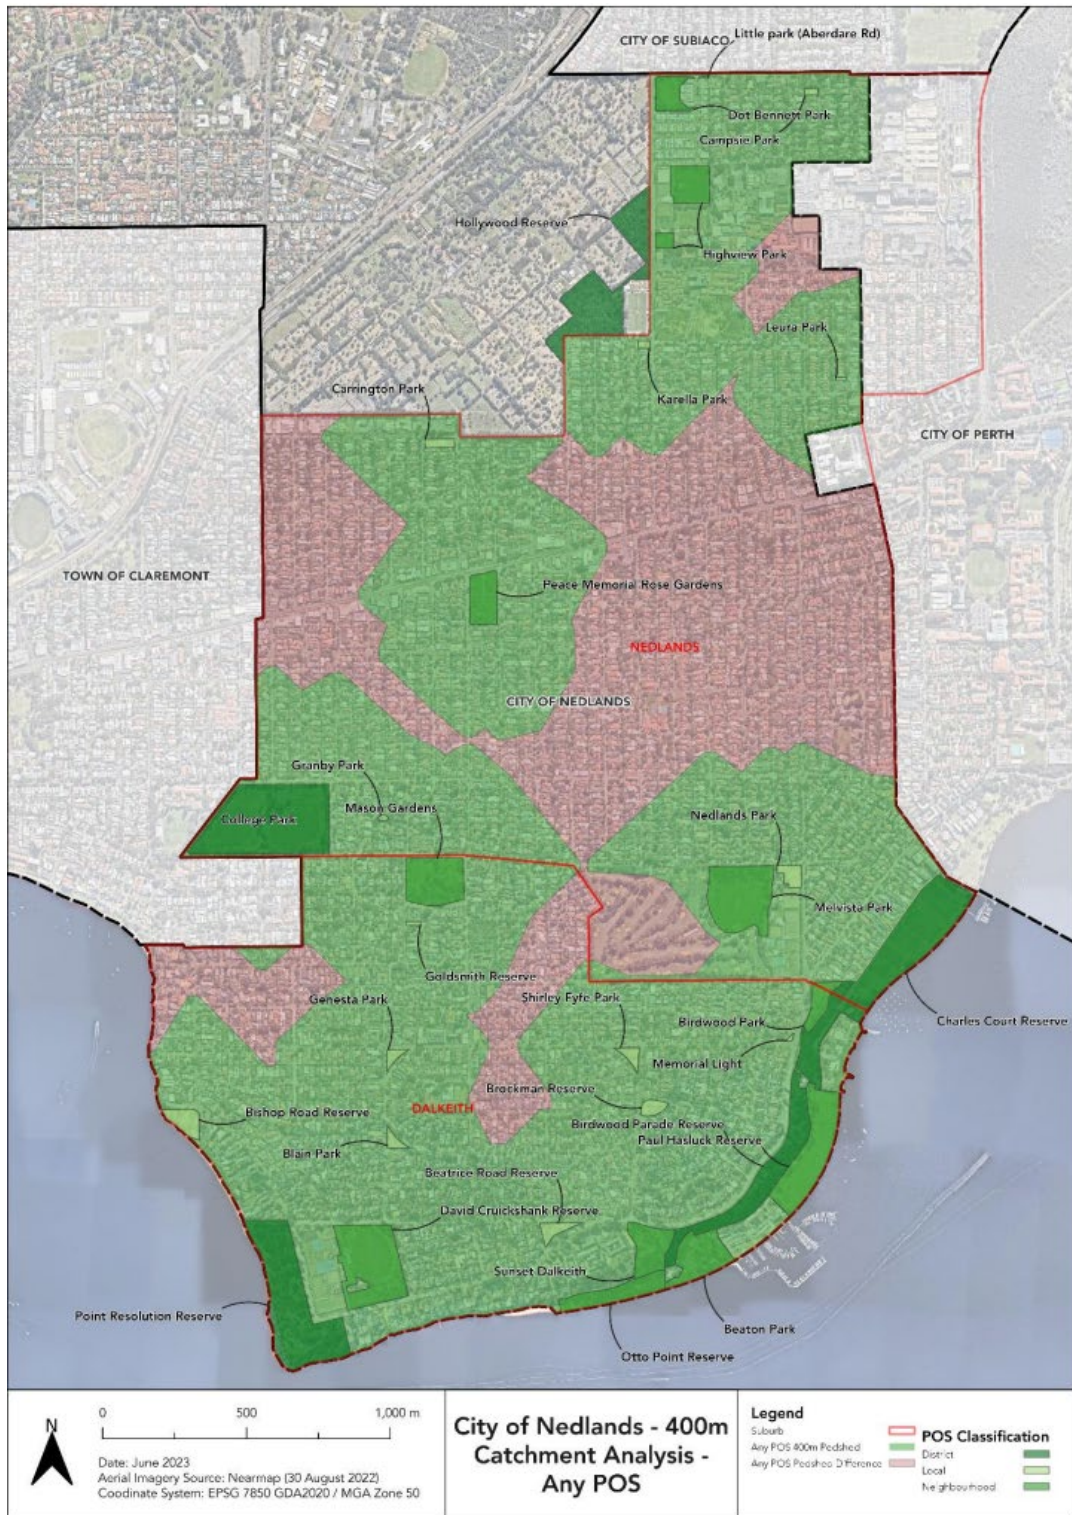 Little park (Aberdare Rd)
CITY OF SUBIACO
Dot Bennett Park
Campsie Park
Hollywood Reserve
Highview Park
Leura Park
Carrington Park
Karella Park
CITY OF PERTH
TOWN OF CLAREMONT
Peace Memorial Rose Gardens
NEDLANDS
CITY OF NEDLANDS
Granby Park
Mason Gardens
College Park
Nedlands Park
Melvista Park
Goldsmith Reserve
Genesta Park
Shirley Fyfe Park
Birdwood Park
Charles Court Reserve
Memorial Light
Brockman Reserve
DALKEITH
Bishop Road Reserve
Birdwood Parade Reserve
Paul Hasluck Reserve
Blain Park
Beatrice Road Reserve
David Cruickshank Reserve
Sunset Dalkeith
Point Resolution Reserve
Beaton Park
Otto Point Reserve
N
0 500 1,000 m
Date: June 2023
Aerial Imagery Source: Nearmap (30 August 2022)
Coodinate System: EPSG 7850 GDA2020 / MGA Zone 50
City of Nedlands - 400m
Catchment Analysis -
Any POS
Legend
Suburb
Any POS 400m Pedshed
Any POS Pedshed Difference
POS Classification
District
Local
Neighbourhood